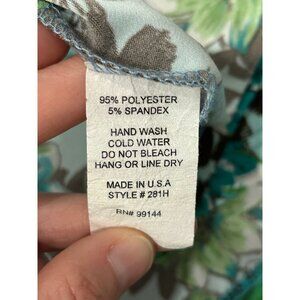 95% POLYESTER
5% SPANDEX
HAND WASH
COLD WATER
DO NOT BLEACH
HANG OR LINE DRY
MADE IN U.S.A
STYLE # 281H
RN# 99144